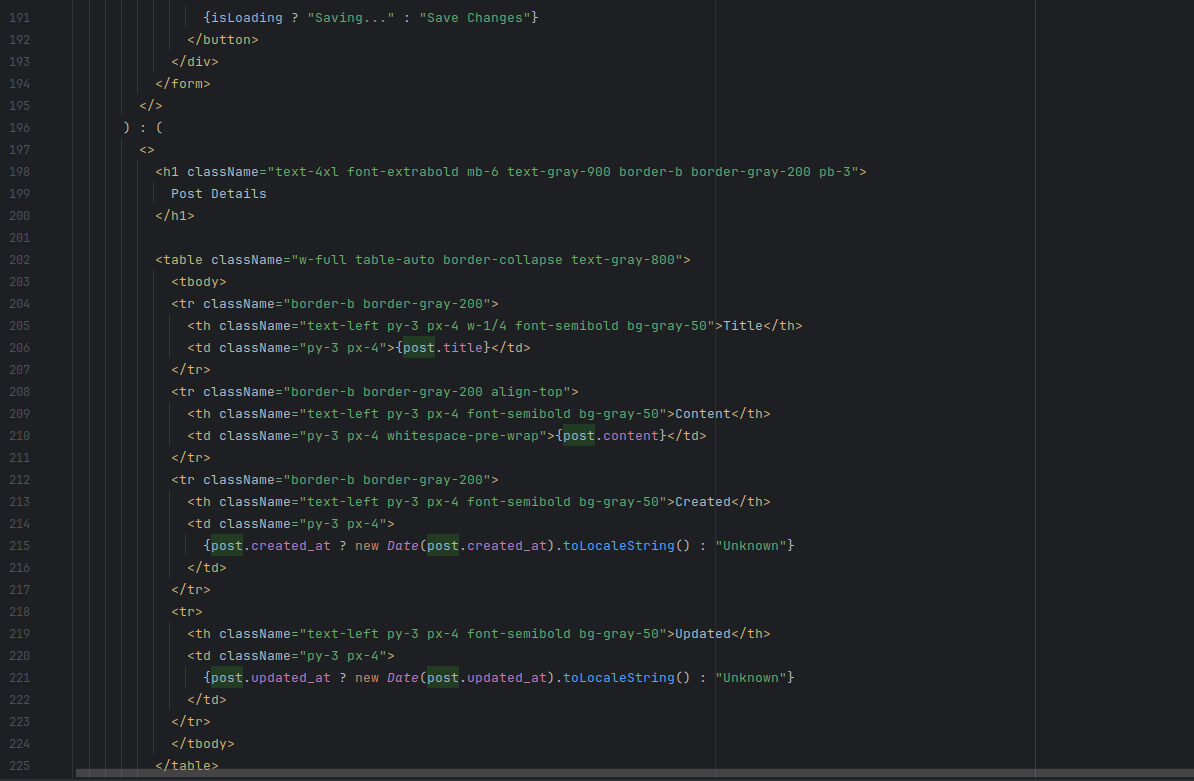 191 {isLoading ? "Saving..." : "Save Changes"}
192 </button>
193 </div>
194 </form>
195 </>
196 ) : (
197 <>
198 <h1 className="text-4xl font-extrabold mb-6 text-gray-900 border-b border-gray-200 pb-3">
199 Post Details
200 </h1>
201
202 <table className="w-full table-auto border-collapse text-gray-800">
203 <tbody>
204 <tr className="border-b border-gray-200">
205 <th className="text-left py-3 px-4 w-1/4 font-semibold bg-gray-50">Title</th>
206 <td className="py-3 px-4">{post.title}</td>
207 </tr>
208 <tr className="border-b border-gray-200 align-top">
209 <th className="text-left py-3 px-4 font-semibold bg-gray-50">Content</th>
210 <td className="py-3 px-4 whitespace-pre-wrap">{post.content}</td>
211 </tr>
212 <tr className="border-b border-gray-200">
213 <th className="text-left py-3 px-4 font-semibold bg-gray-50">Created</th>
214 <td className="py-3 px-4">
215 {post.created_at ? new Date(post.created_at).toLocaleString() : "Unknown"}
216 </td>
217 </tr>
218 <tr>
219 <th className="text-left py-3 px-4 font-semibold bg-gray-50">Updated</th>
220 <td className="py-3 px-4">
221 {post.updated_at ? new Date(post.updated_at).toLocaleString() : "Unknown"}
222 </td>
223 </tr>
224 </tbody>
225 </table>